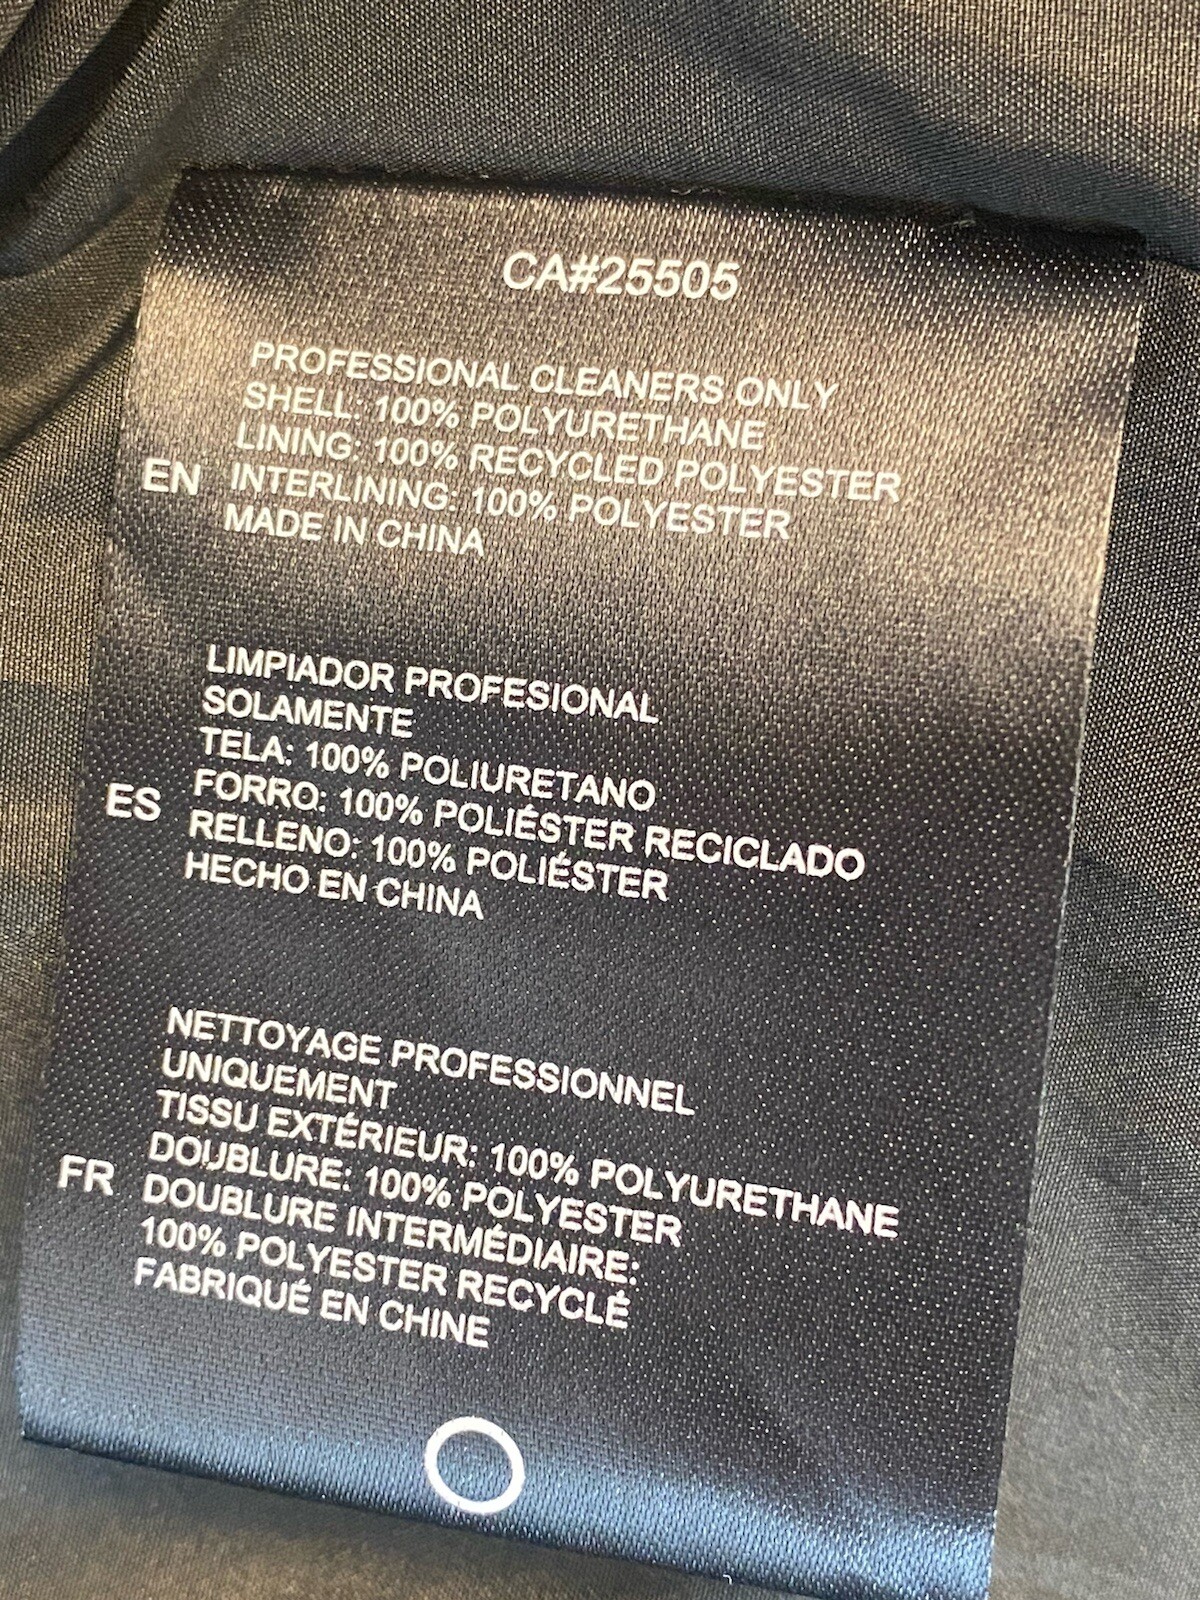 CA#25505
PROFESSIONAL CLEANERS ONLY
SHELL: 100% POLYURETHANE
LINING: 100% RECYCLED POLYESTER
EN
INTERLINING: 100% POLYESTER
MADE IN CHINA
LIMPIADOR PROFESIONAL
SOLAMENTE
TELA: 100% POLIURETANO
ES
FORRO: 100% POLIÉSTER RECICLADO
RELLENO: 100% POLIÉSTER
HECHO EN CHINA
NETTOYAGE PROFESSIONNEL
UNIQUEMENT
TISSU EXTÉRIEUR: 100% POLYURETHANE
DOUBLURE: 100% POLYESTER
FR
DOUBLURE INTERMÉDIAIRE:
100% POLYESTER RECYCLÉ
FABRIQUÉ EN CHINE